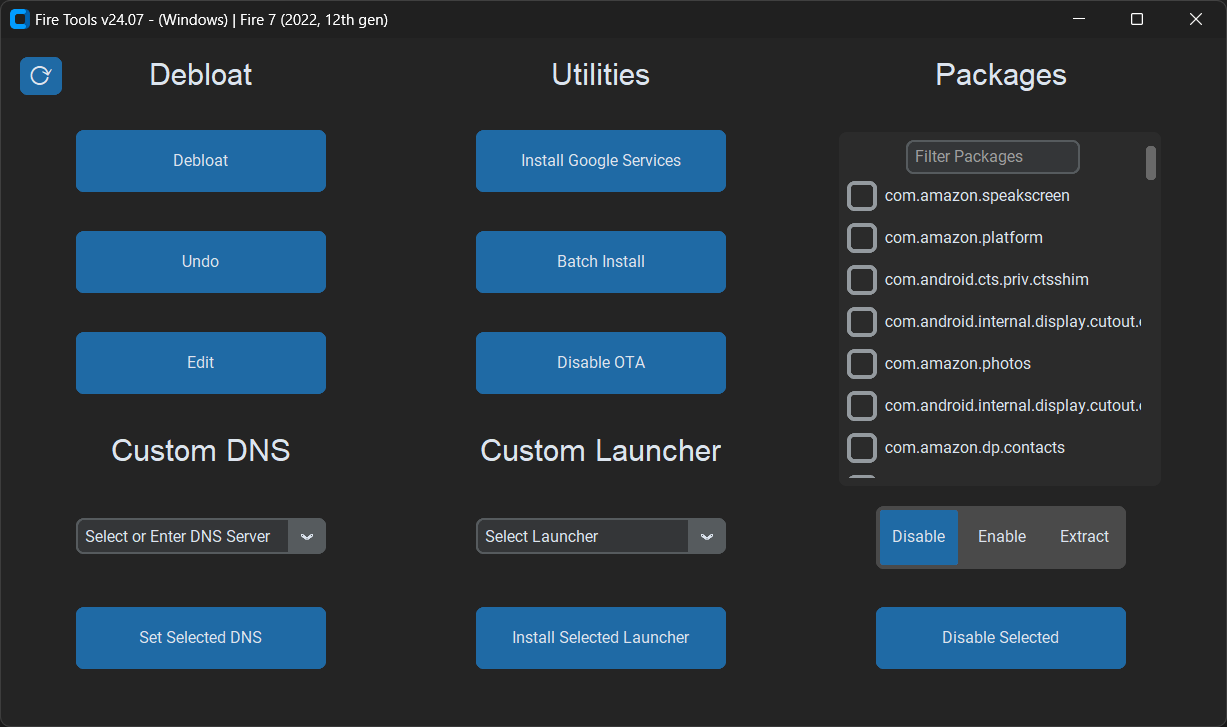 Fire Tools v24.07 - (Windows) | Fire 7 (2022, 12th gen)
Debloat
Debloat
Undo
Edit
Custom DNS
Select or Enter DNS Server
Set Selected DNS
Utilities
Install Google Services
Batch Install
Disable OTA
Custom Launcher
Select Launcher
Install Selected Launcher
Packages
Filter Packages
com.amazon.speakscreen
com.amazon.platform
com.android.cts.priv.ctsshim
com.android.internal.display.cutout.
com.amazon.photos
com.android.internal.display.cutout.
com.amazon.dp.contacts
Disable Enable Extract
Disable Selected